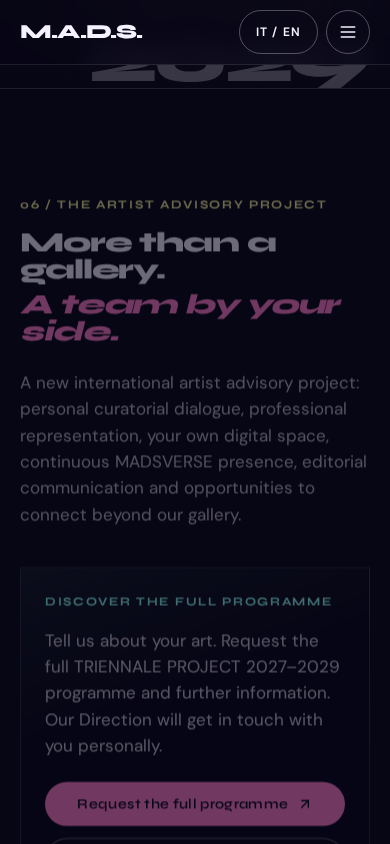 M.A.D.S.
IT / EN
2029
06 / THE ARTIST ADVISORY PROJECT
More than a
gallery.
A team by your
side.
A new international artist advisory project:
personal curatorial dialogue, professional
representation, your own digital space,
continuous MADSVERSE presence, editorial
communication and opportunities to
connect beyond our gallery.
DISCOVER THE FULL PROGRAMME
Tell us about your art. Request the
full TRIENNALE PROJECT 2027–2029
programme and further information.
Our Direction will get in touch with
you personally.
Request the full programme